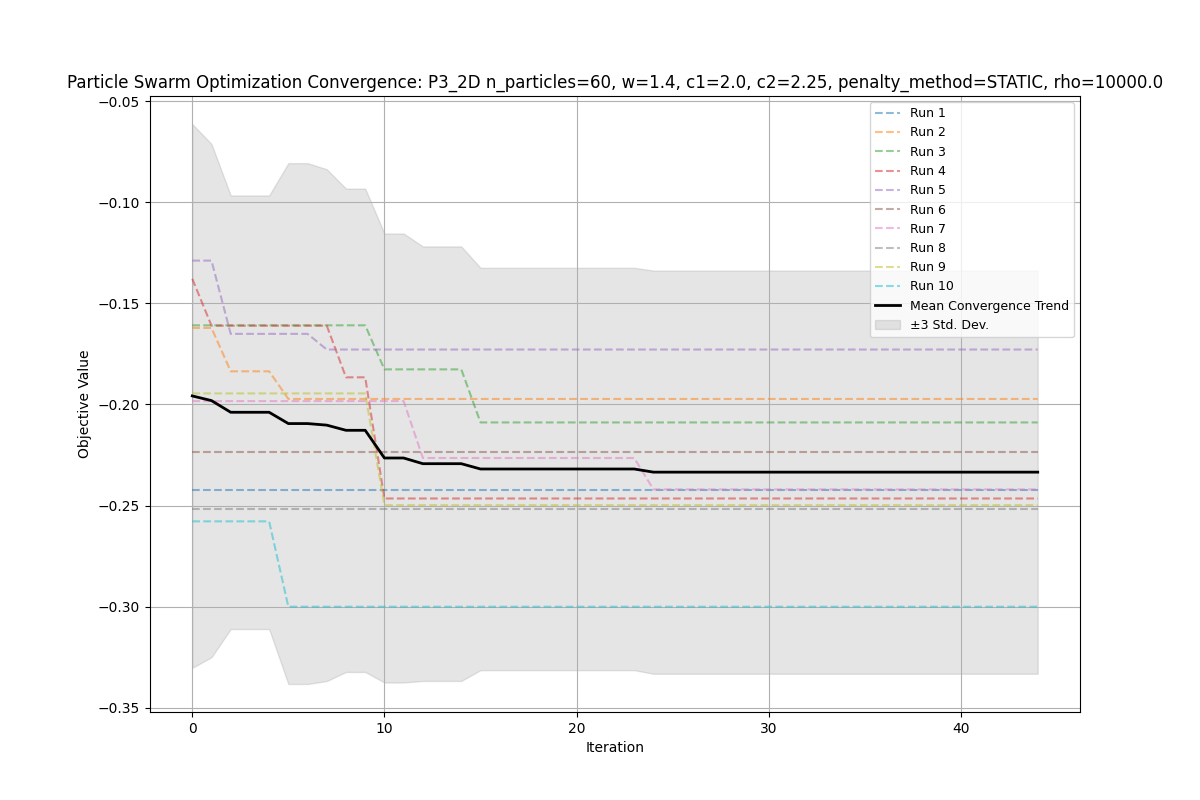 Particle Swarm Optimization Convergence: P3_2D n_particles=60, w=1.4, c1=2.0, c2=2.25, penalty_method=STATIC, rho=10000.0
−0.05
−0.10
−0.15
−0.20
−0.25
−0.30
−0.35
Objective Value
Run 1
Run 2
Run 3
Run 4
Run 5
Run 6
Run 7
Run 8
Run 9
Run 10
Mean Convergence Trend
±3 Std. Dev.
0 10 20 30 40
Iteration